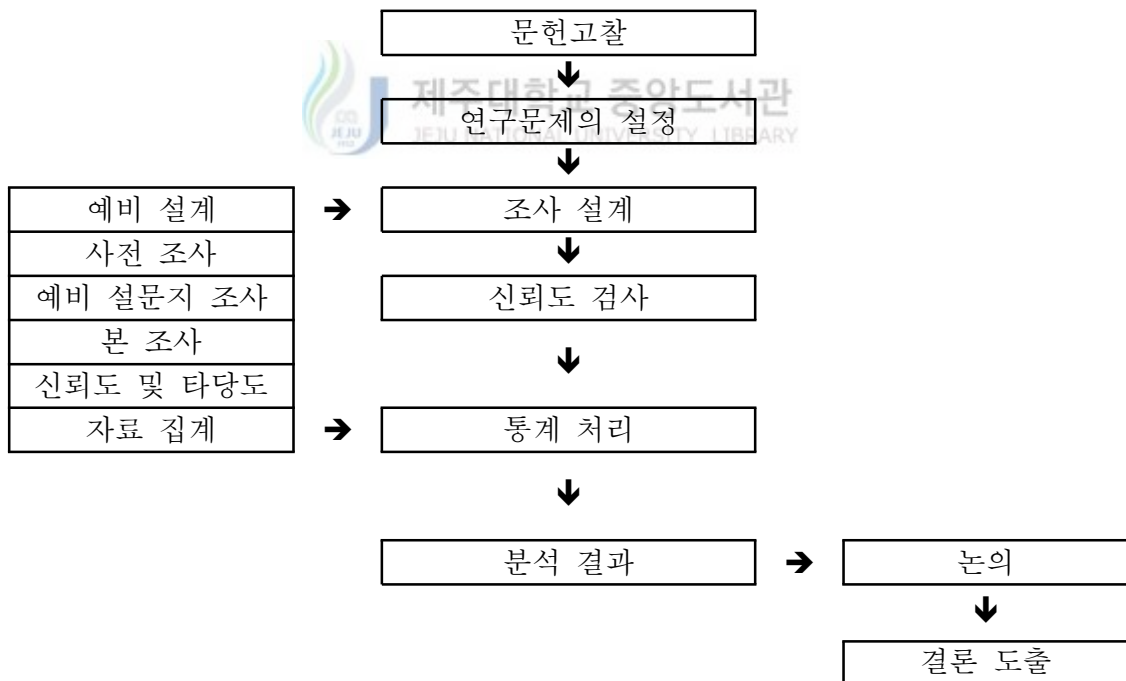 문헌고찰
제주대학교 중앙도서관
연구문제의 설정
JEJU NATIONAL UNIVERSITY LIBRARY
예비 설계
조사 설계
사전 조사
예비 설문지 조사
신뢰도 검사
본 조사
신뢰도 및 타당도
자료 집계
통계 처리
분석 결과
논의
결론 도출